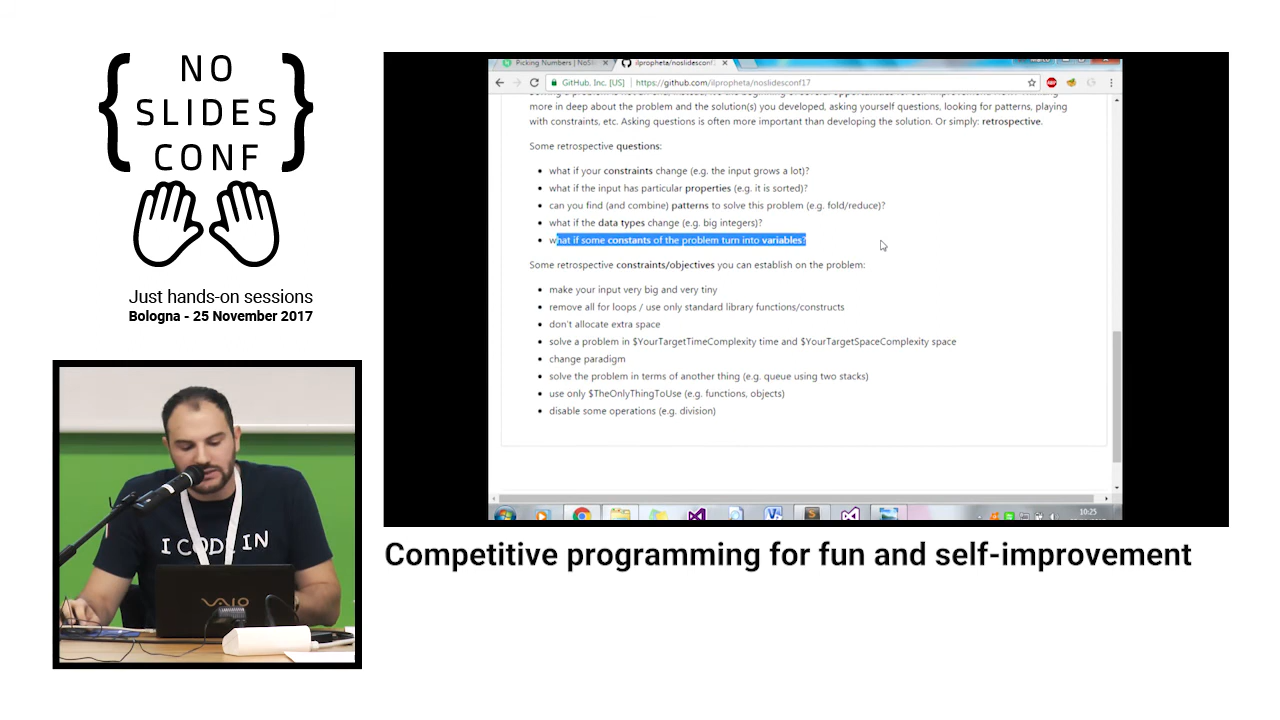 NO
SLIDES
CONF
Just hands-on sessions
Bologna - 25 November 2017
Picking Numbers | NoSli
ilpropheta/noslidesconf
GitHub, Inc. [US] | https://github.com/ilpropheta/noslidesconf17
more in deep about the problem and the solution(s) you developed, asking yourself questions, looking for patterns, playing
with constraints, etc. Asking questions is often more important than developing the solution. Or simply: retrospective.
Some retrospective questions:
what if your constraints change (e.g. the input grows a lot)?
what if the input has particular properties (e.g. it is sorted)?
can you find (and combine) patterns to solve this problem (e.g. fold/reduce)?
what if the data types change (e.g. big integers)?
what if some constants of the problem turn into variables?
Some retrospective constraints/objectives you can establish on the problem:
make your input very big and very tiny
remove all for loops / use only standard library functions/constructs
don't allocate extra space
solve a problem in $YourTargetTimeComplexity time and $YourTargetSpaceComplexity space
change paradigm
solve the problem in terms of another thing (e.g. queue using two stacks)
use only $TheOnlyThingToUse (e.g. functions, objects)
disable some operations (e.g. division)
10:25
I CODE IN
VAIO
Competitive programming for fun and self-improvement